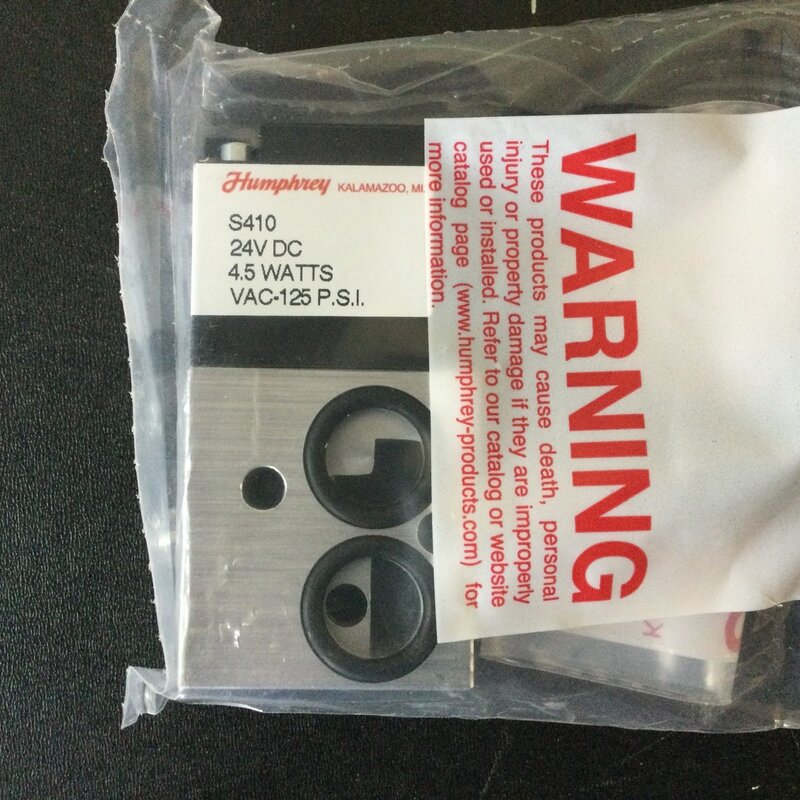 Humphrey KALAMAZOO, MI
S410
24V DC
4.5 WATTS
VAC-125 P.S.I.
WARNING
These products may cause death, personal
injury or property damage if they are improperly
used or installed. Refer to our catalog or website
catalog page (www.humphrey-products.com) for
more information.
K